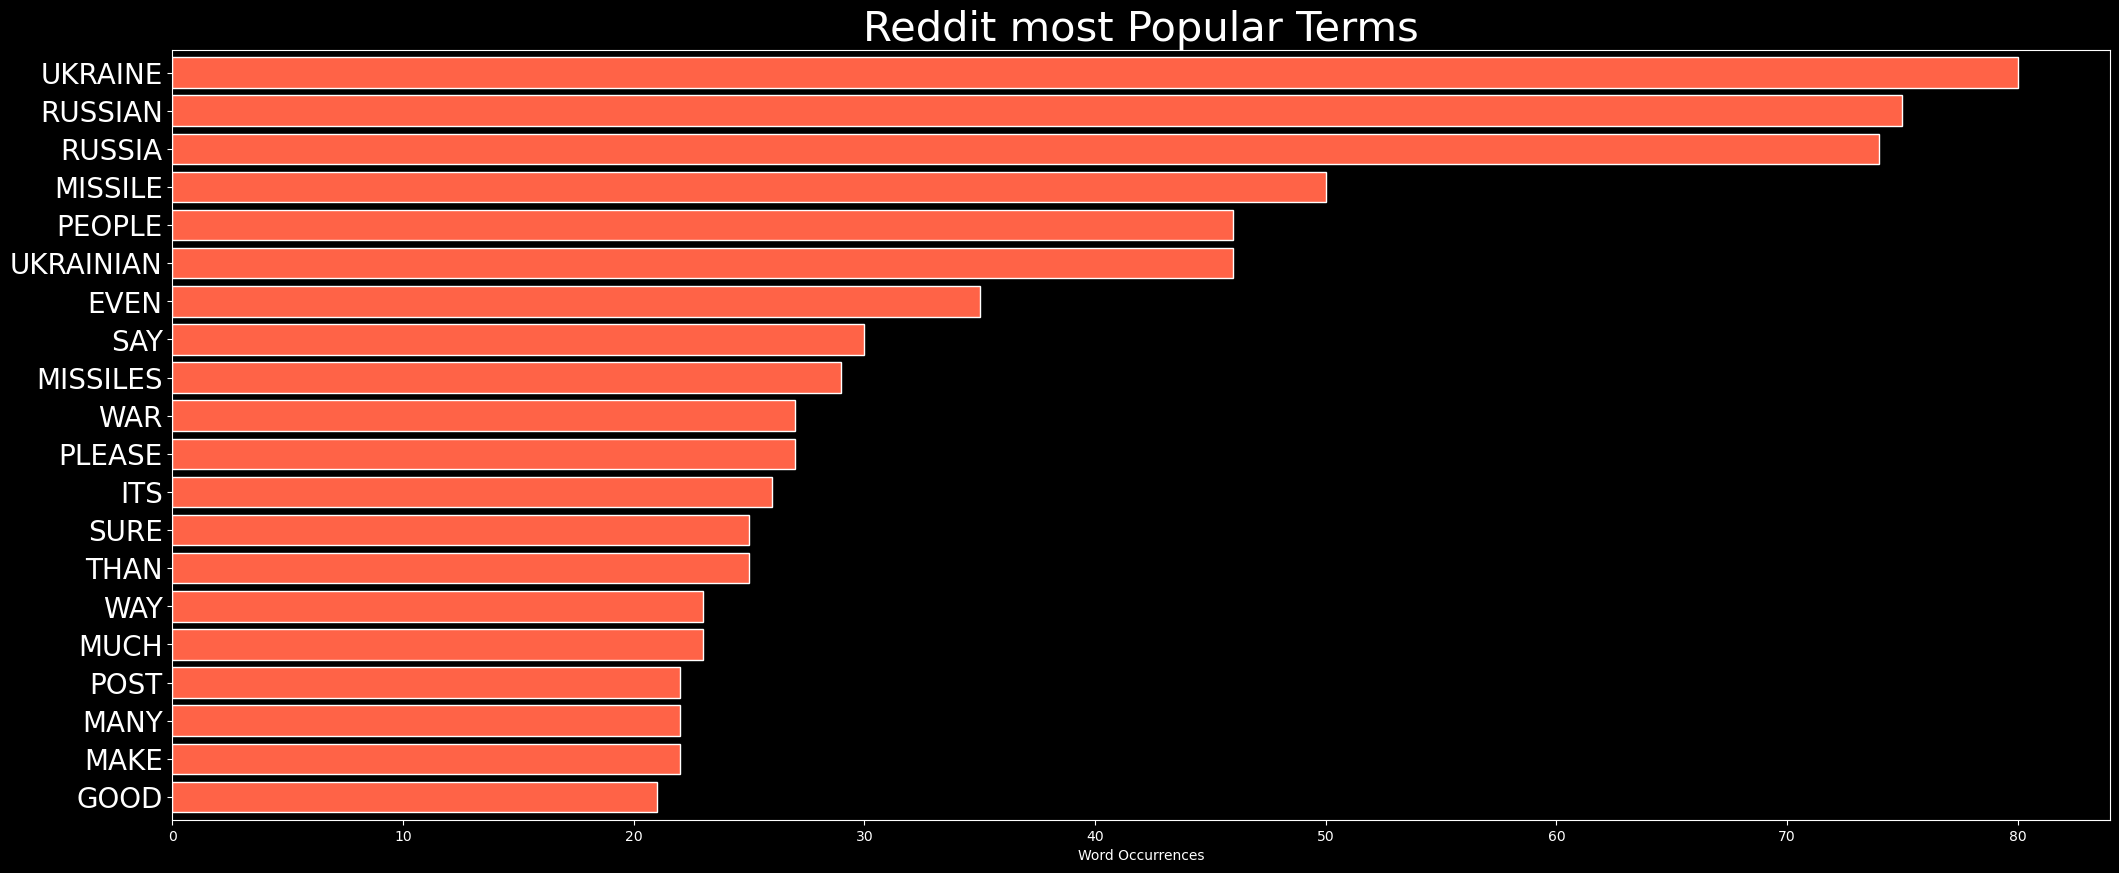 Reddit most Popular Terms
UKRAINE
RUSSIAN
RUSSIA
MISSILE
PEOPLE
UKRAINIAN
EVEN
SAY
MISSILES
WAR
PLEASE
ITS
SURE
THAN
WAY
MUCH
POST
MANY
MAKE
GOOD
0 10 20 30 40 50 60 70 80
Word Occurrences